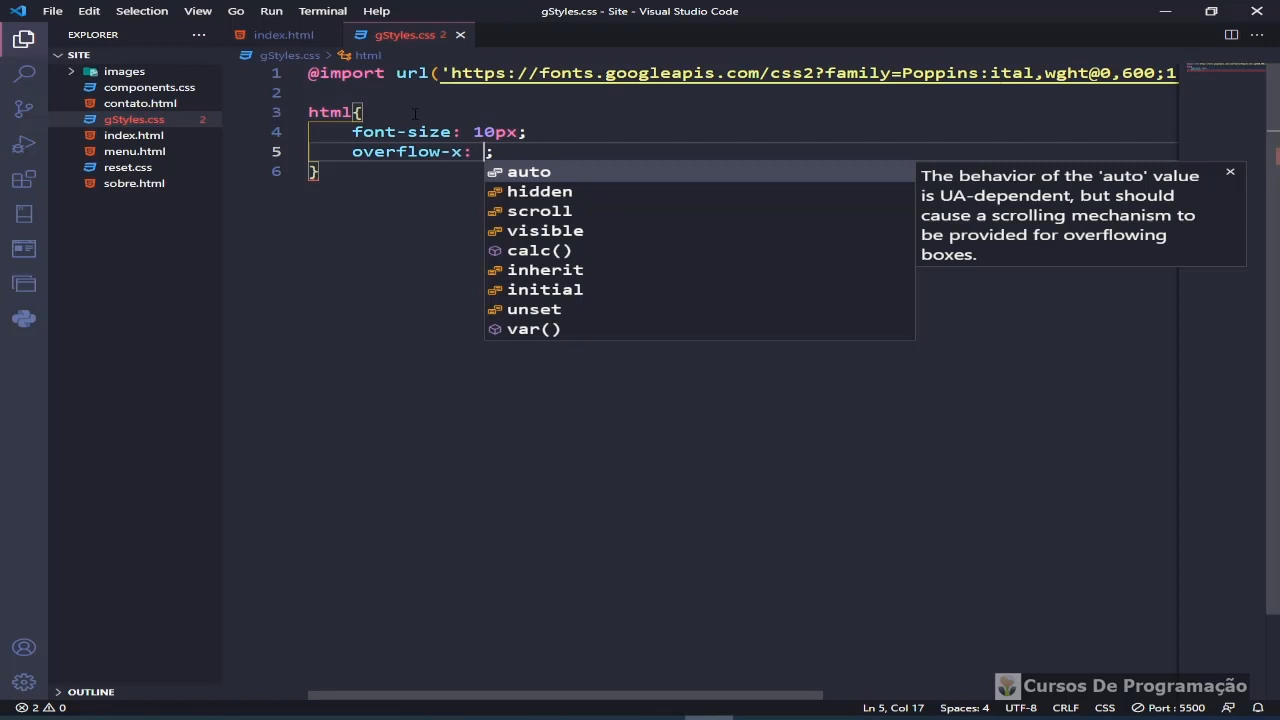 File Edit Selection View Go Run Terminal Help
gStyles.css - Site - Visual Studio Code
EXPLORER
SITE
images
components.css
contato.html
gStyles.css 2
index.html
menu.html
reset.css
sobre.html
OUTLINE
index.html
gStyles.css 2
gStyles.css > html
1 @import url('https://fonts.googleapis.com/css2?family=Poppins:ital,wght@0,600;1
2
3 html{
4 font-size: 10px;
5 overflow-x: ;
6 }
auto
hidden
scroll
visible
calc()
inherit
initial
unset
var()
The behavior of the 'auto' value
is UA-dependent, but should
cause a scrolling mechanism to
be provided for overflowing
boxes.
Cursos De Programação
2 0
Ln 5, Col 17 Spaces: 4 UTF-8 CRLF CSS Port : 5500